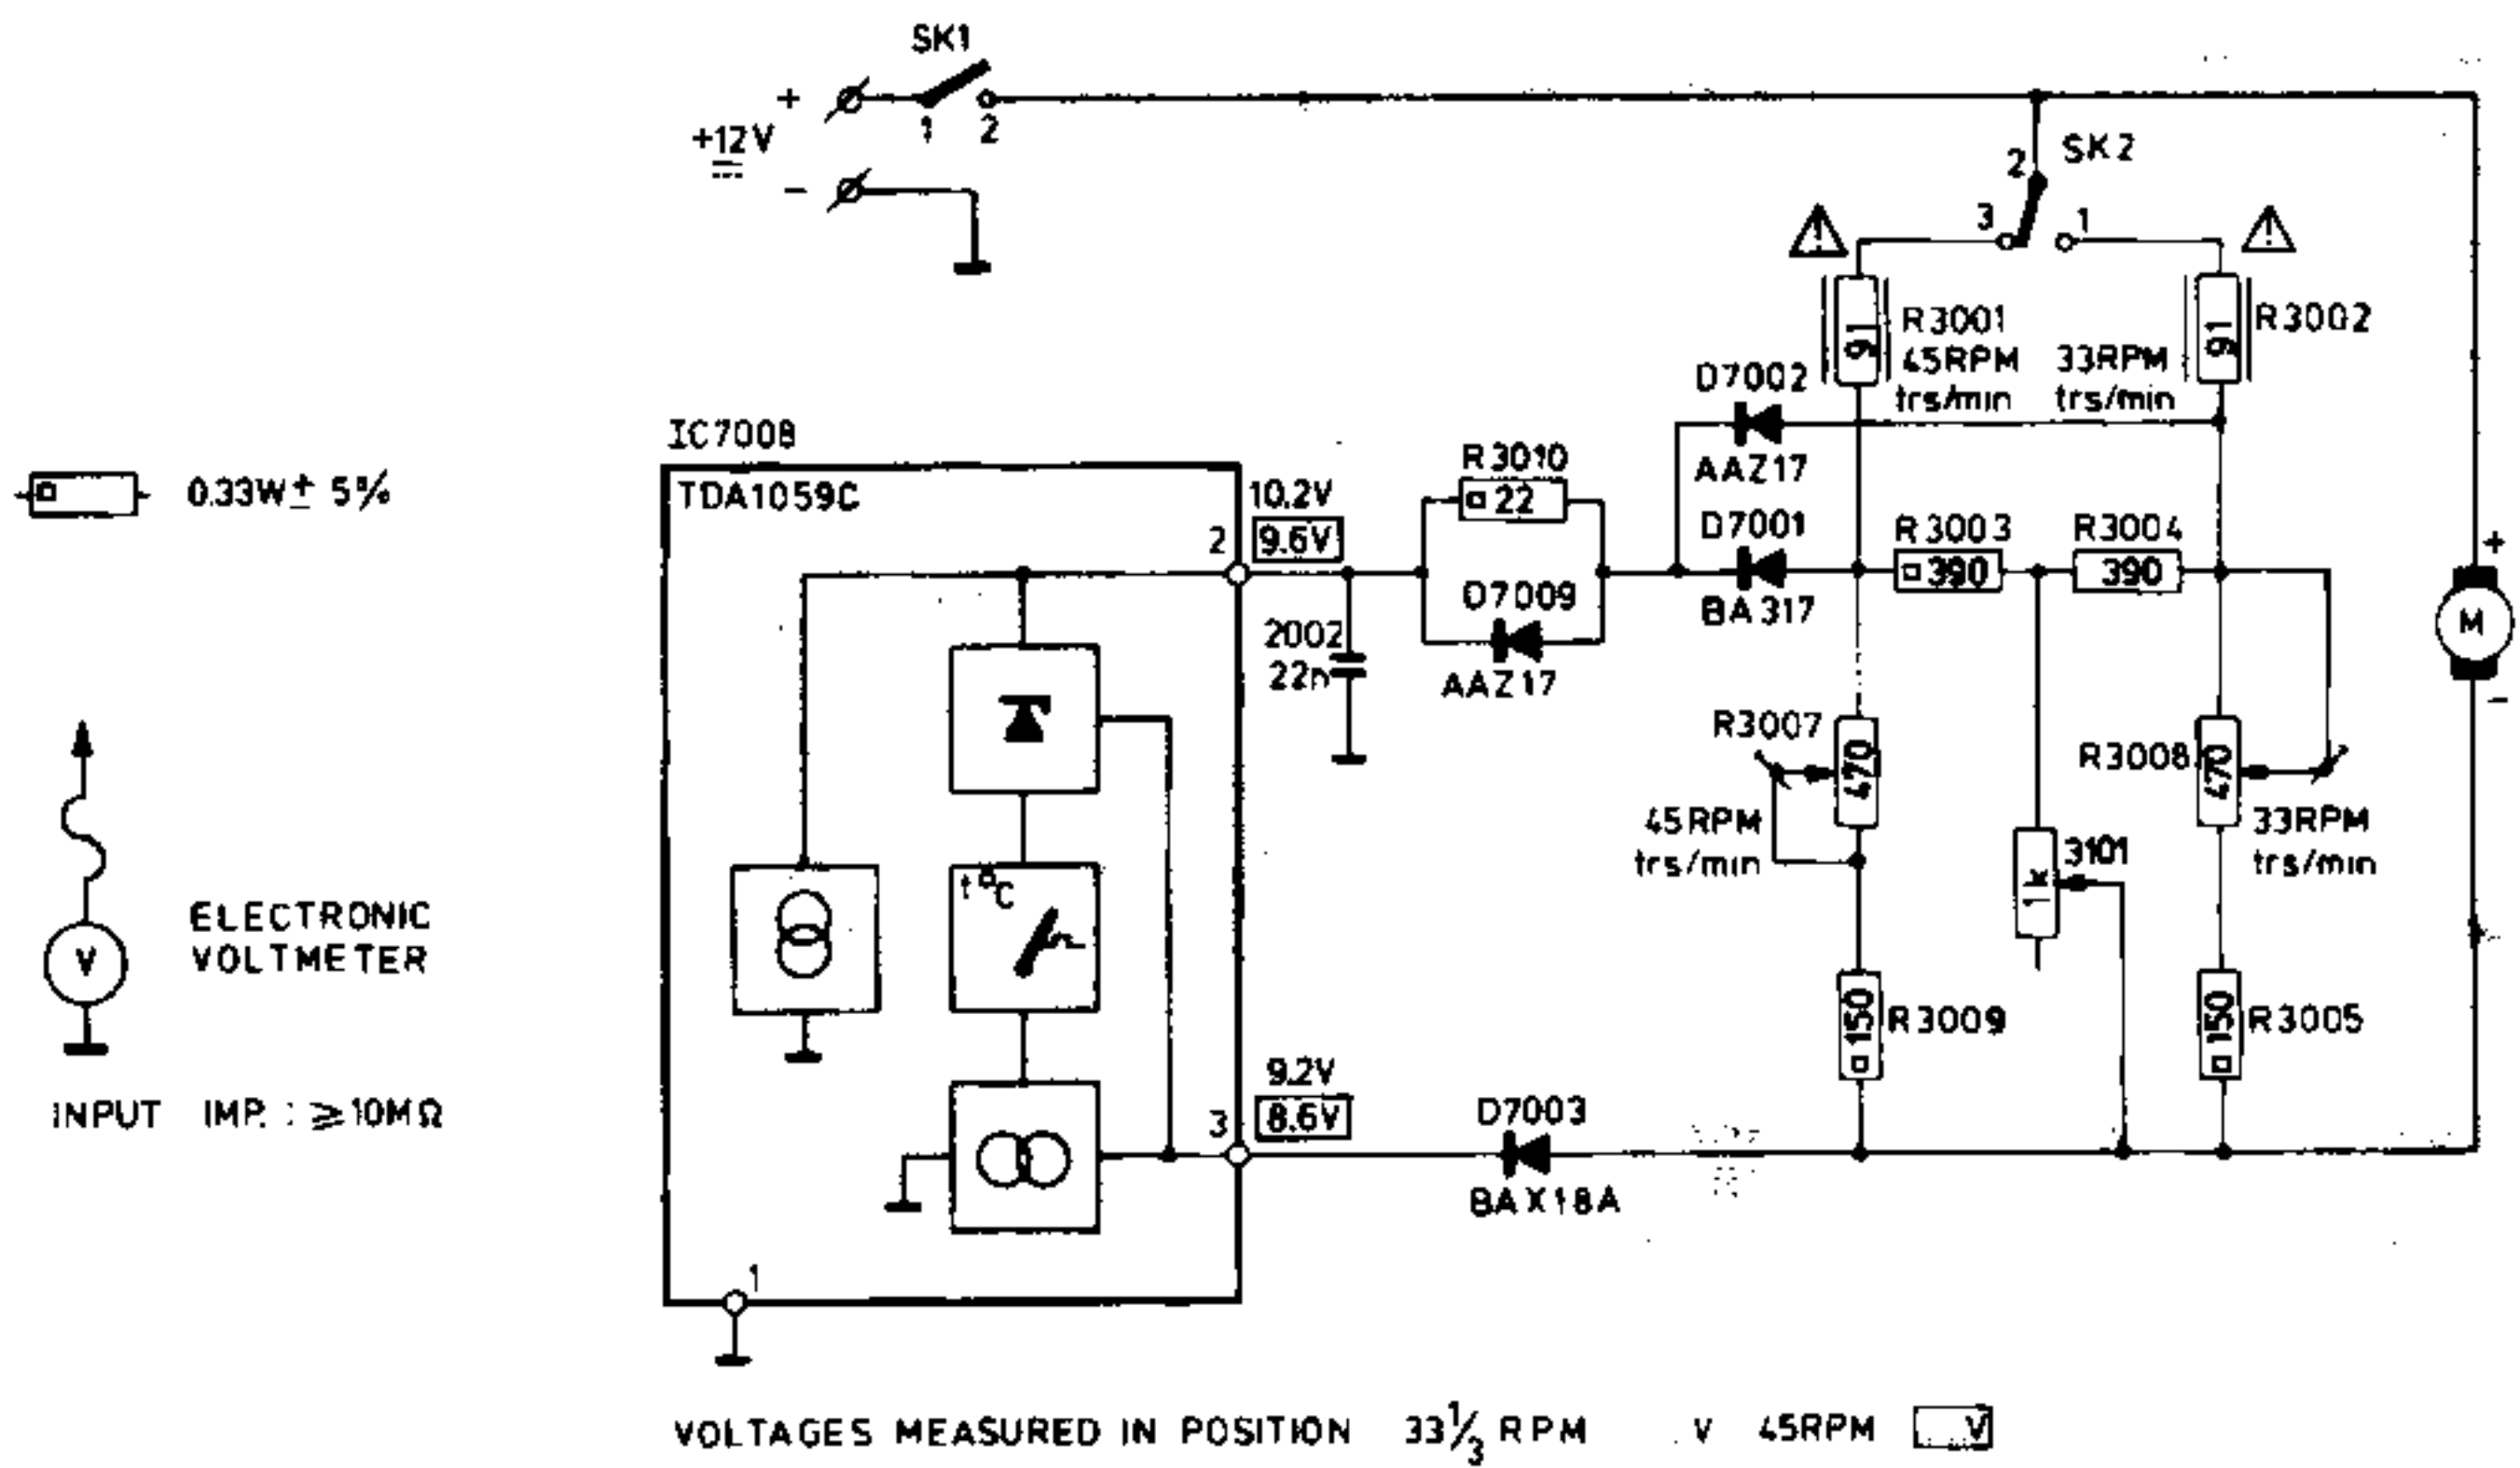 SK1
+
1 2
+12V
-
2 SK2
3 1
R3001
45RPM
trs/min
91
R3002
33RPM
trs/min
91
D7002
AAZ17
IC7008
TDA1059C
0.33W ± 5%
10.2V
9.6V
2
R3010
22
D7001
BA317
R3003
390
R3004
390
D7009
AAZ17
2002
22n
+
M
-
R3007
470
45RPM
trs/min
R3008
470
33RPM
trs/min
3101
1k
t°C
V
ELECTRONIC
VOLTMETER
INPUT IMP. : ≥ 10MΩ
150
R3009
150
R3005
9.2V
8.6V
3
D7003
BAX18A
1
VOLTAGES MEASURED IN POSITION 33 1/3 RPM V 45RPM V